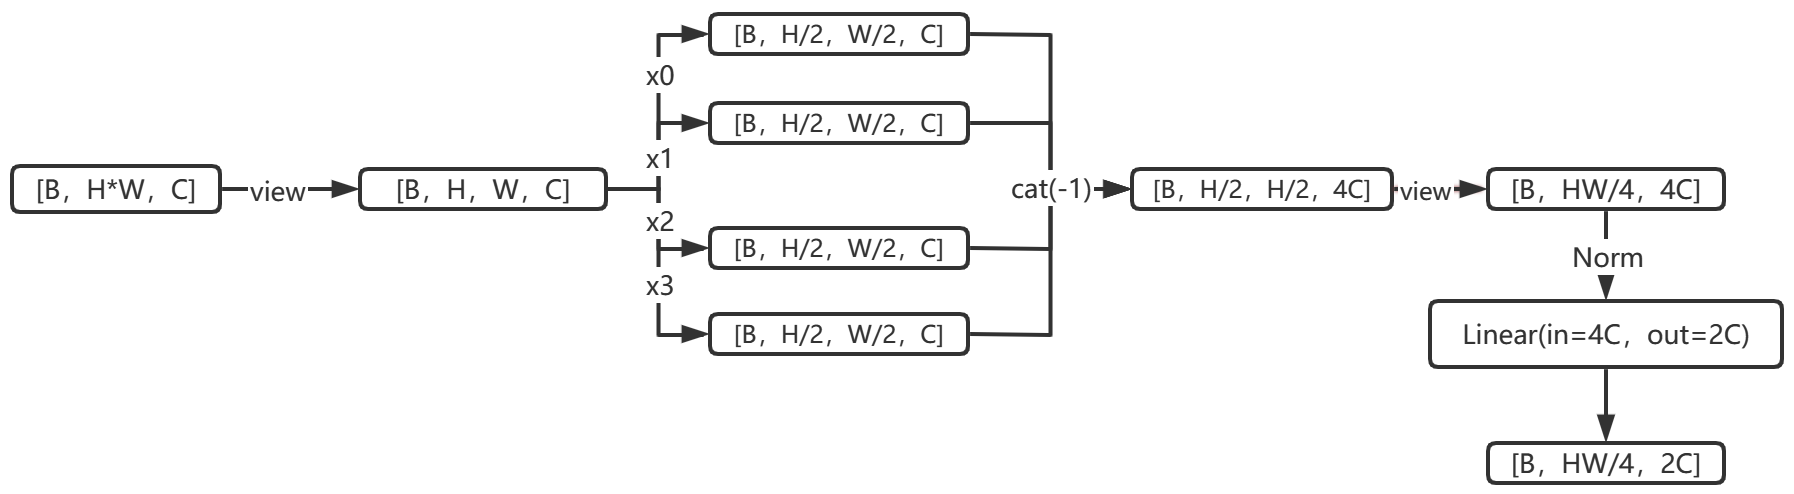 [B，H*W，C]
view
[B，H，W，C]
x0
x1
x2
x3
[B，H/2，W/2，C]
[B，H/2，W/2，C]
[B，H/2，W/2，C]
[B，H/2，W/2，C]
cat(-1)
[B，H/2，H/2，4C]
view
[B，HW/4，4C]
Norm
Linear(in=4C，out=2C)
[B，HW/4，2C]